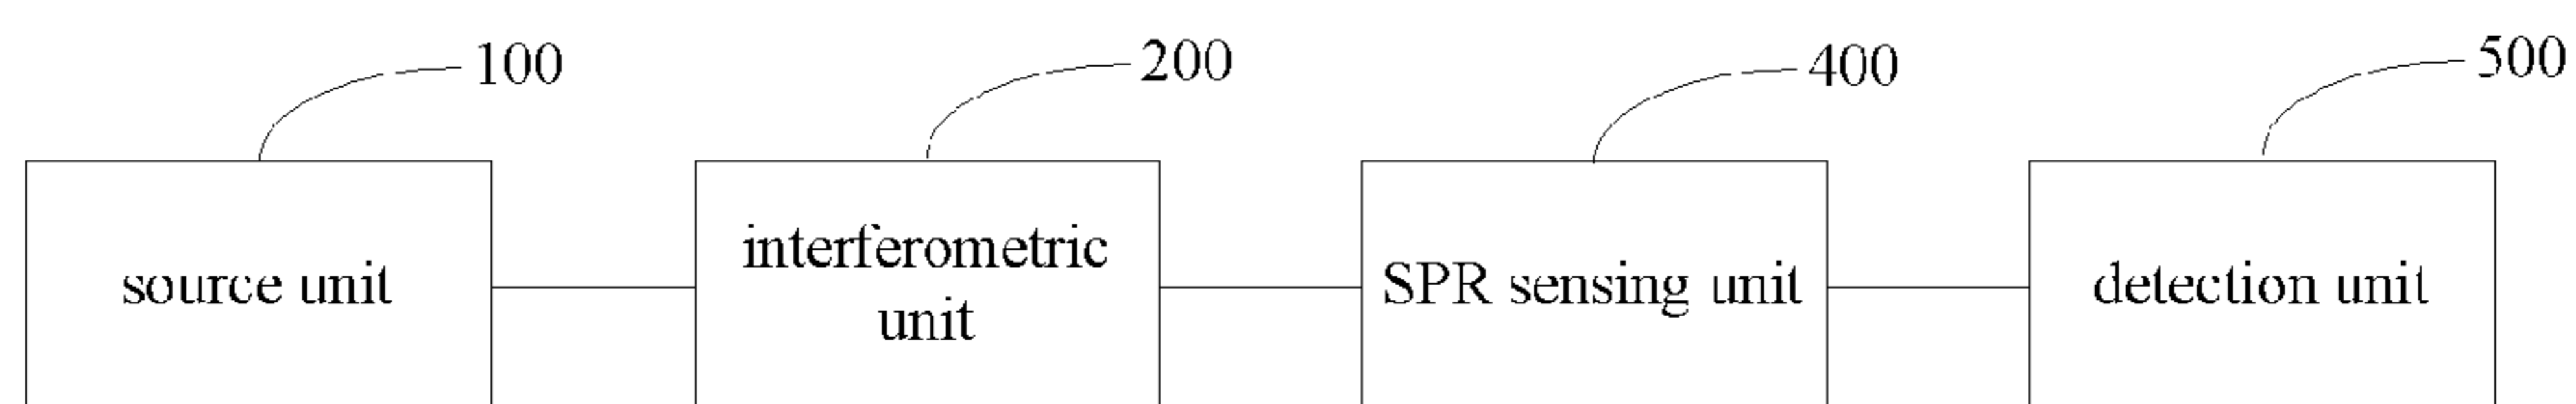 100
200
400
500
source unit
interferometric
unit
SPR sensing unit
detection unit